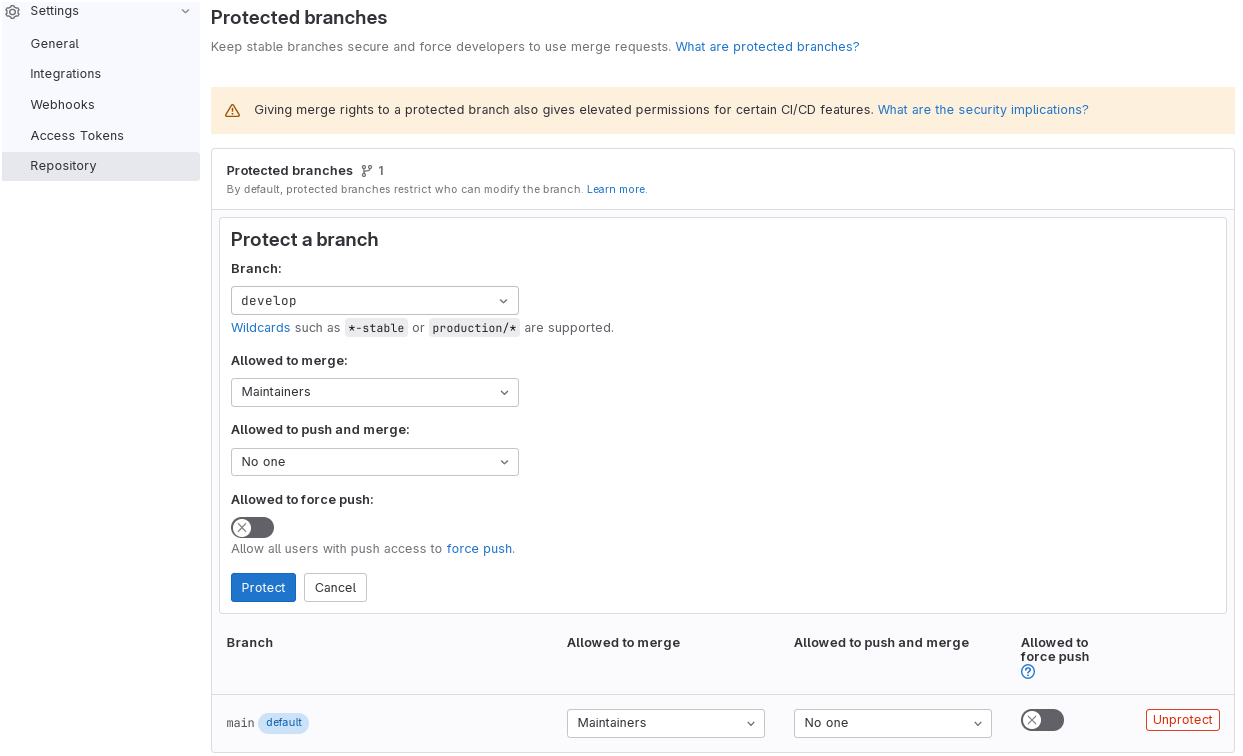 Settings
General
Integrations
Webhooks
Access Tokens
Repository
Protected branches
Keep stable branches secure and force developers to use merge requests. What are protected branches?
Giving merge rights to a protected branch also gives elevated permissions for certain CI/CD features. What are the security implications?
Protected branches 1
By default, protected branches restrict who can modify the branch. Learn more.
Protect a branch
Branch:
develop
Wildcards such as *-stable or production/* are supported.
Allowed to merge:
Maintainers
Allowed to push and merge:
No one
Allowed to force push:
Allow all users with push access to force push.
Protect Cancel
Branch Allowed to merge Allowed to push and merge Allowed to
force push
main default Maintainers No one Unprotect